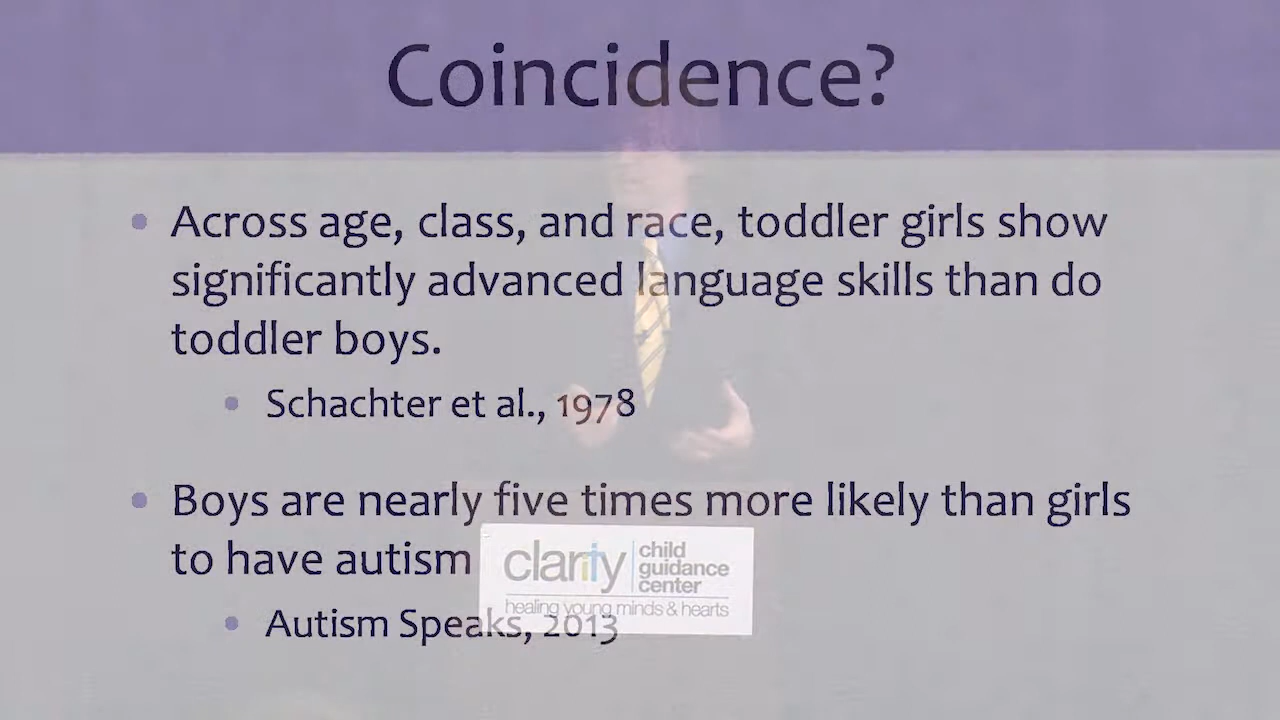 Coincidence?
• Across age, class, and race, toddler girls show
significantly advanced language skills than do
toddler boys.
• Schachter et al., 1978
• Boys are nearly five times more likely than girls
to have autism
• Autism Speaks, 2013
clarity
child
guidance
center
healing young minds & hearts